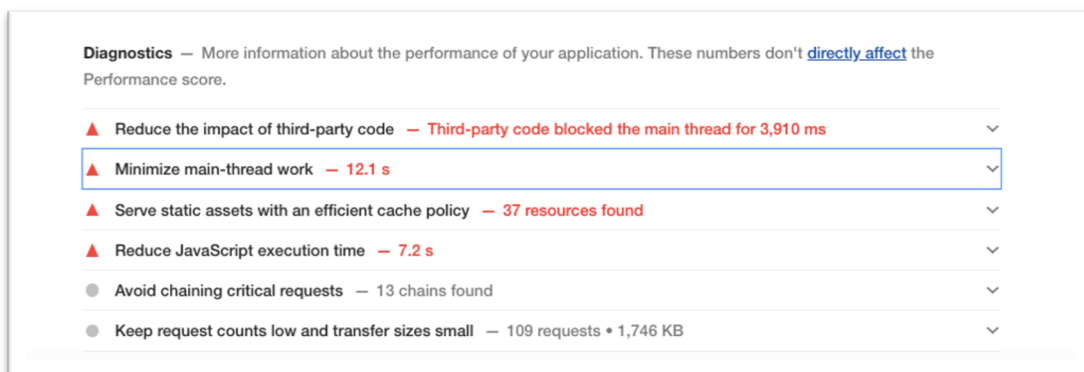 Diagnostics — More information about the performance of your application. These numbers don't directly affect the
Performance score.
Reduce the impact of third-party code — Third-party code blocked the main thread for 3,910 ms
Minimize main-thread work — 12.1 s
Serve static assets with an efficient cache policy — 37 resources found
Reduce JavaScript execution time — 7.2 s
Avoid chaining critical requests — 13 chains found
Keep request counts low and transfer sizes small — 109 requests • 1,746 KB